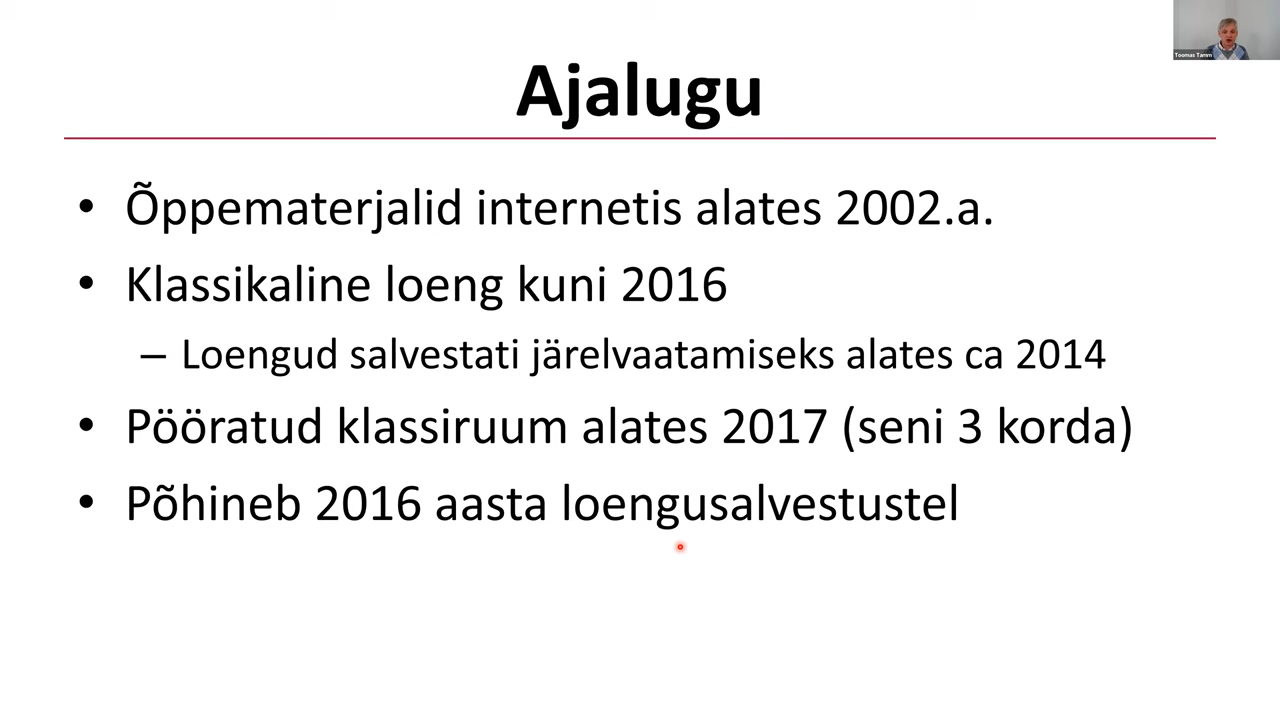 Toomas Tamm
Ajalugu
• Õppematerjalid internetis alates 2002.a.
• Klassikaline loeng kuni 2016
– Loengud salvestati järelvaatamiseks alates ca 2014
• Pööratud klassiruum alates 2017 (seni 3 korda)
• Põhineb 2016 aasta loengusalvestustel